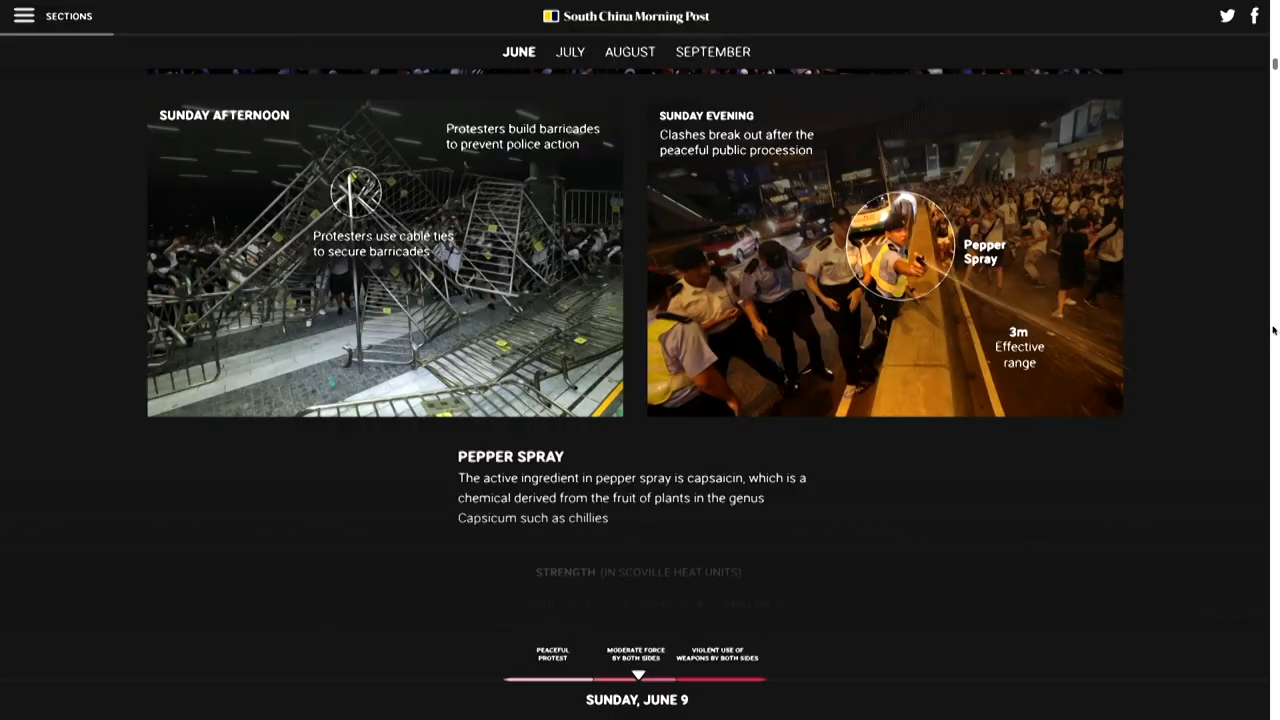 SECTIONS
South China Morning Post
JUNE JULY AUGUST SEPTEMBER
SUNDAY AFTERNOON
Protesters build barricades
to prevent police action
Protesters use cable ties
to secure barricades
SUNDAY EVENING
Clashes break out after the
peaceful public procession
Pepper
Spray
3m
Effective
range
PEPPER SPRAY
The active ingredient in pepper spray is capsaicin, which is a
chemical derived from the fruit of plants in the genus
Capsicum such as chillies
STRENGTH (IN SCOVILLE HEAT UNITS)
PEACEFUL
PROTEST
MODERATE FORCE
BY BOTH SIDES
VIOLENT USE OF
WEAPONS BY BOTH SIDES
SUNDAY, JUNE 9